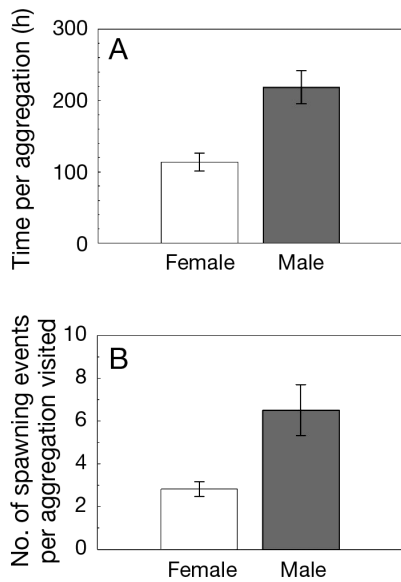 Time per aggregation (h)
A
300
200
100
0
Female Male
No. of spawning events
per aggregation visited
B
10
8
6
4
2
0
Female Male